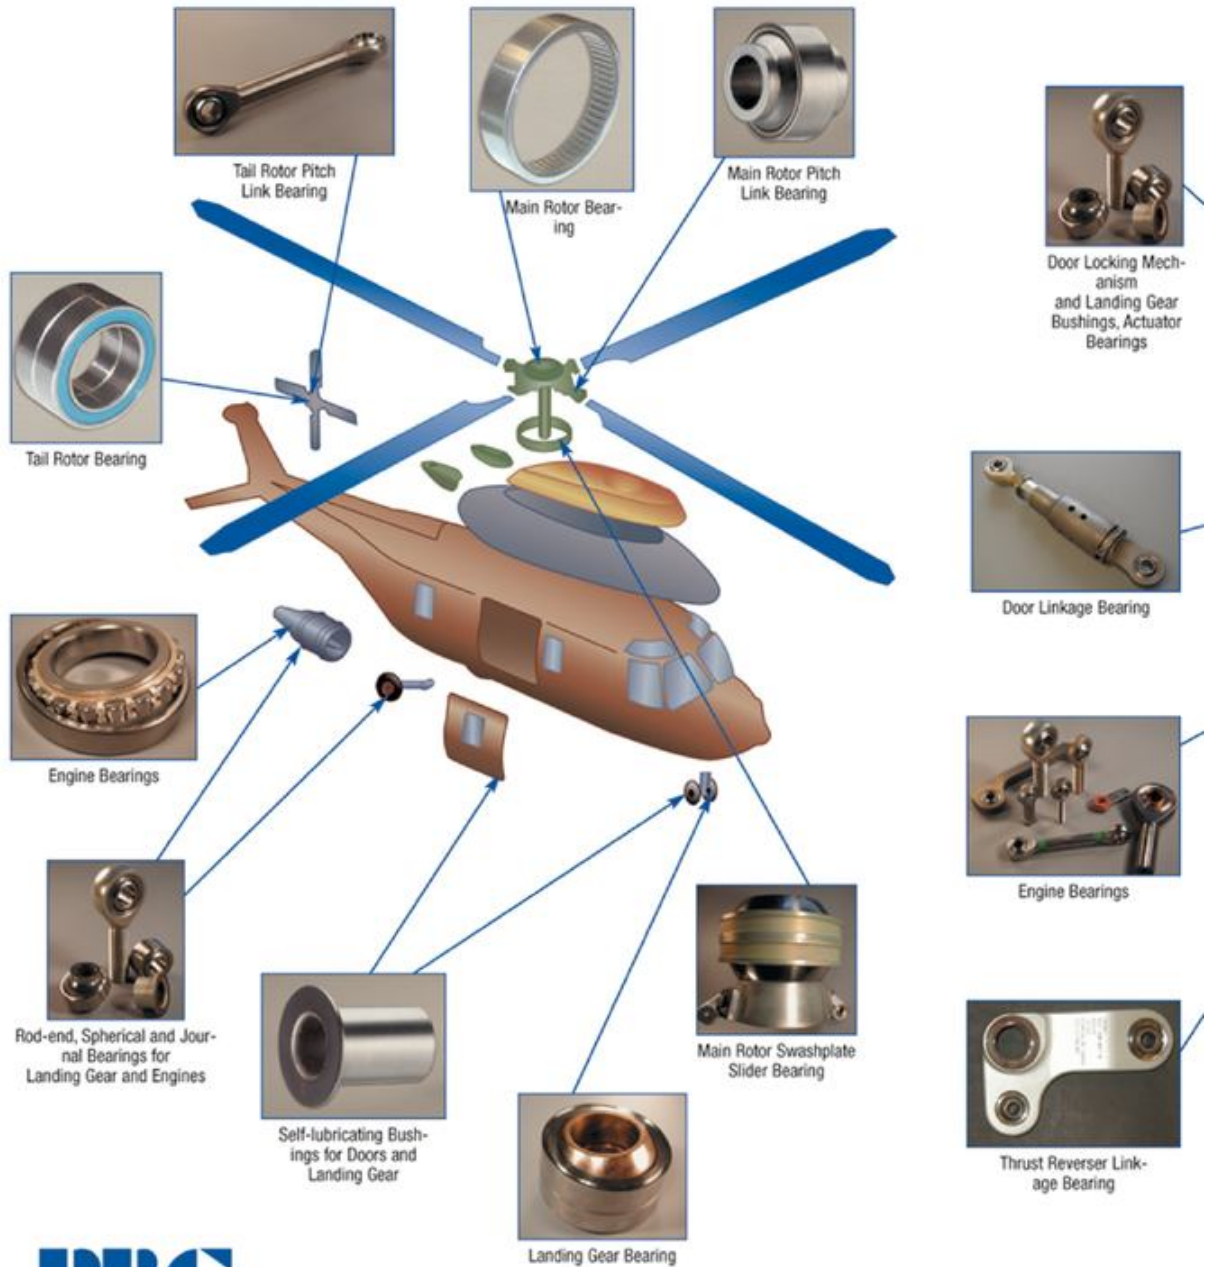 Tail Rotor Pitch
Link Bearing
Main Rotor Bear-
ing
Main Rotor Pitch
Link Bearing
Door Locking Mech-
anism
and Landing Gear
Bushings, Actuator
Bearings
Tail Rotor Bearing
Door Linkage Bearing
Engine Bearings
Engine Bearings
Rod-end, Spherical and Jour-
nal Bearings for
Landing Gear and Engines
Self-lubricating Bush-
ings for Doors and
Landing Gear
Main Rotor Swashplate
Slider Bearing
Landing Gear Bearing
Thrust Reverser Link-
age Bearing